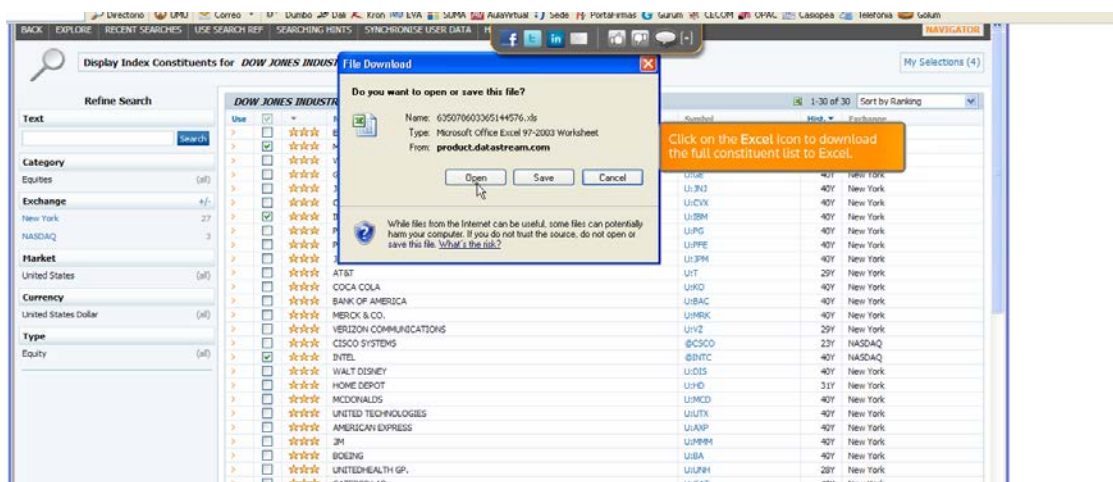 Directorio UMU Correo Dumbo Dali Kron EVA SUMA AulaVirtual Sede PortalFirmas Gurum CECOM OPAC Casiopea Telefonía Golum
BACK EXPLORE RECENT SEARCHES USE SEARCH REF SEARCHING HINTS SYNCHRONISE USER DATA NAVIGATOR
Display Index Constituents for DOW JONES INDUST My Selections (4)
File Download
Do you want to open or save this file?
Name: Type: Microsoft Office Excel 97-2003 Worksheet
From: product.datastream.com
Open Save Cancel
While files from the Internet can be useful, some files can potentially
harm your computer. If you do not trust the source, do not open or
save this file. What's the risk?
Click on the Excel icon to download
the full constituent list to Excel.
Refine Search
Text
Search
Category
Equities (all)
Exchange +/-
New York 27
NASDAQ 3
Market
United States (all)
Currency
United States Dollar (all)
Type
Equity (all)
DOW JONES INDUSTR 1-30 of 30 Sort by Ranking
Use Symbol Hist. Exchange
U:GE 40Y New York
U:JNJ 40Y New York
U:CVX 40Y New York
U:IBM 40Y New York
U:PG 40Y New York
U:PFE 40Y New York
U:JPM 40Y New York
AT&T U:T 29Y New York
COCA COLA U:KO 40Y New York
BANK OF AMERICA U:BAC 40Y New York
MERCK & CO. U:MRK 40Y New York
VERIZON COMMUNICATIONS U:VZ 29Y New York
CISCO SYSTEMS @CSCO 23Y NASDAQ
INTEL @INTC 40Y NASDAQ
WALT DISNEY U:DIS 40Y New York
HOME DEPOT U:HD 31Y New York
MCDONALDS U:MCD 40Y New York
UNITED TECHNOLOGIES U:UTX 40Y New York
AMERICAN EXPRESS U:AXP 40Y New York
3M U:MMM 40Y New York
BOEING U:BA 40Y New York
UNITEDHEALTH GP. U:UNH 28Y New York